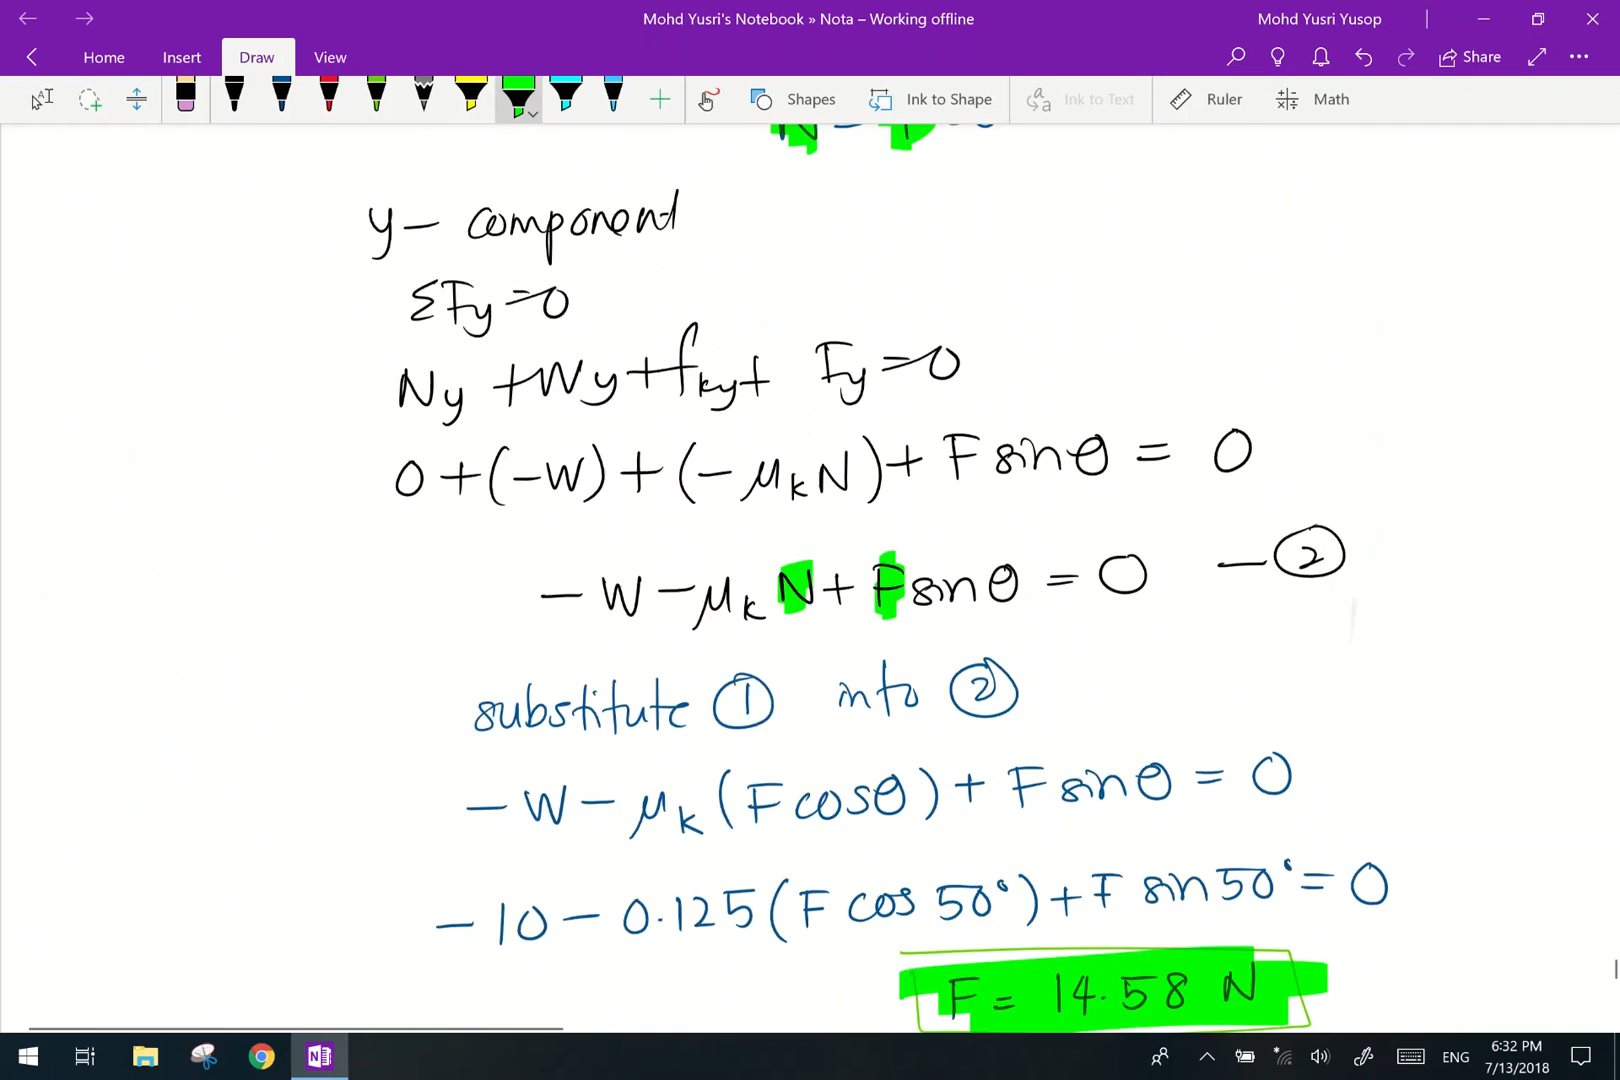 Mohd Yusri's Notebook » Nota – Working offline
Mohd Yusri Yusop
Home Insert Draw View
Share
Shapes Ink to Shape Ink to Text Ruler Math
y – component
ΣFy = 0
Ny + Wy + fky + Fy = 0
0 + (-W) + (-μkN) + F sinθ = 0
- W - μk N + F sinθ = 0 — ②
substitute ① into ②
- W - μk (F cosθ) + F sinθ = 0
- 10 - 0.125 (F cos 50°) + F sin 50° = 0
F = 14.58 N
ENG
6:32 PM
7/13/2018